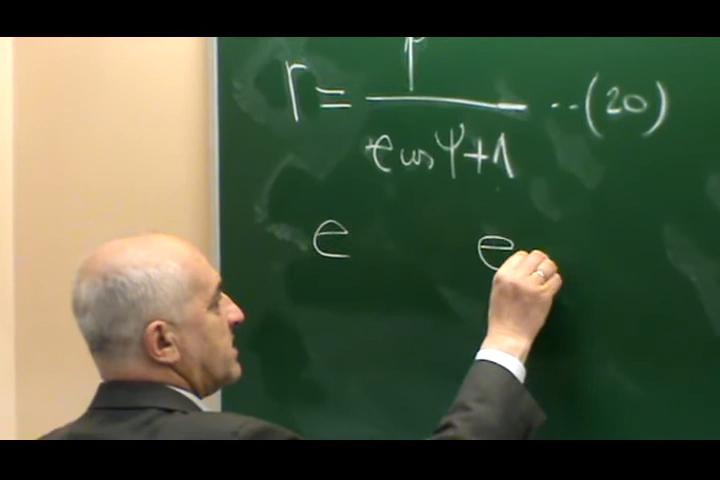 r = p / (e cos φ + 1) ... (20)
e e